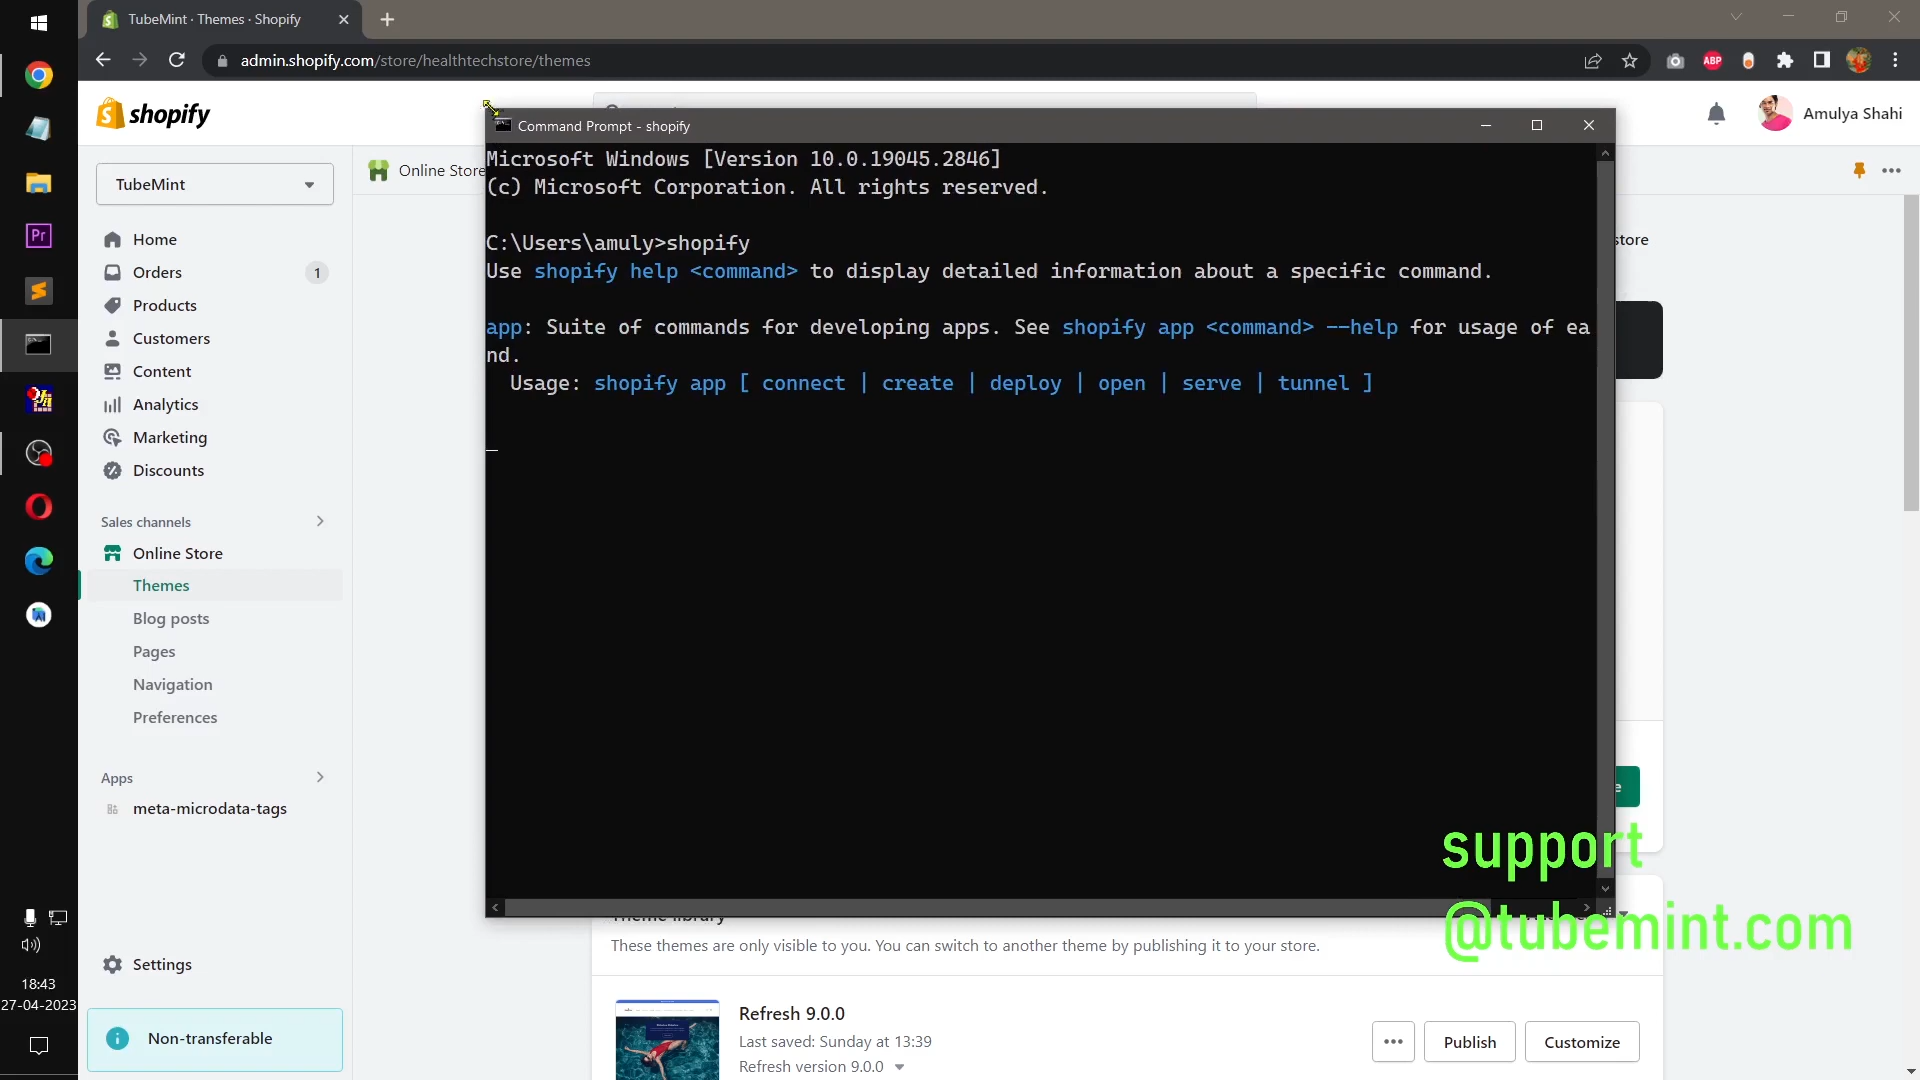 TubeMint · Themes · Shopify
admin.shopify.com/store/healthtechstore/themes
ABP
shopify
Amulya Shahi
TubeMint
Online Store
Home
Orders
1
Products
Customers
Content
Analytics
Marketing
Discounts
Sales channels
Online Store
Themes
Blog posts
Pages
Navigation
Preferences
Apps
meta-microdata-tags
Settings
Non-transferable
Pr
18:43
27-04-2023
Command Prompt - shopify
Microsoft Windows [Version 10.0.19045.2846]
(c) Microsoft Corporation. All rights reserved.
C:\Users\amuly>shopify
Use shopify help <command> to display detailed information about a specific command.
app: Suite of commands for developing apps. See shopify app <command> --help for usage of ea
nd.
Usage: shopify app [ connect | create | deploy | open | serve | tunnel ]
store
support
@tubemint.com
Theme library
These themes are only visible to you. You can switch to another theme by publishing it to your store.
Refresh 9.0.0
Last saved: Sunday at 13:39
Refresh version 9.0.0
Publish
Customize